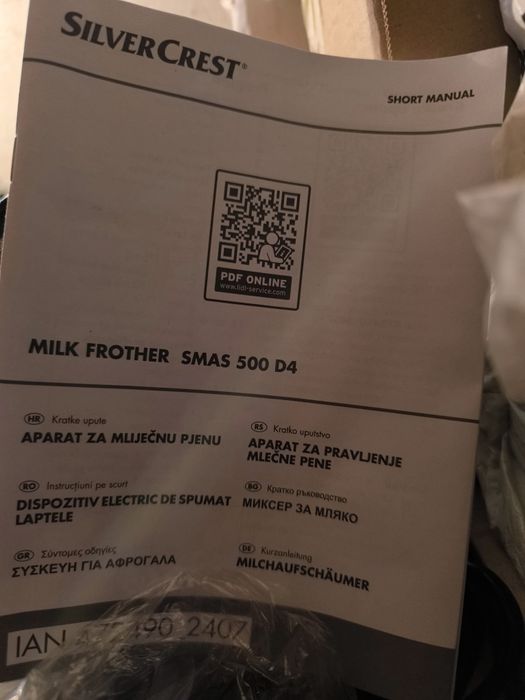 SILVERCREST®
SHORT MANUAL
PDF ONLINE
www.lidl-service.com
MILK FROTHER SMAS 500 D4
HR Kratke upute
APARAT ZA MLIJEČNU PJENU
RS Kratko uputstvo
APARAT ZA PRAVLJENJE
MLEČNE PENE
RO Instrucțiuni pe scurt
DISPOZITIV ELECTRIC DE SPUMAT
LAPTELE
BG Кратко ръководство
МИКСЕР ЗА МЛЯКО
GR Σύντομες οδηγίες
ΣΥΣΚΕΥΗ ΓΙΑ ΑΦΡΟΓΑΛΑ
DE Kurzanleitung
MILCHAUFSCHÄUMER
IAN 2407